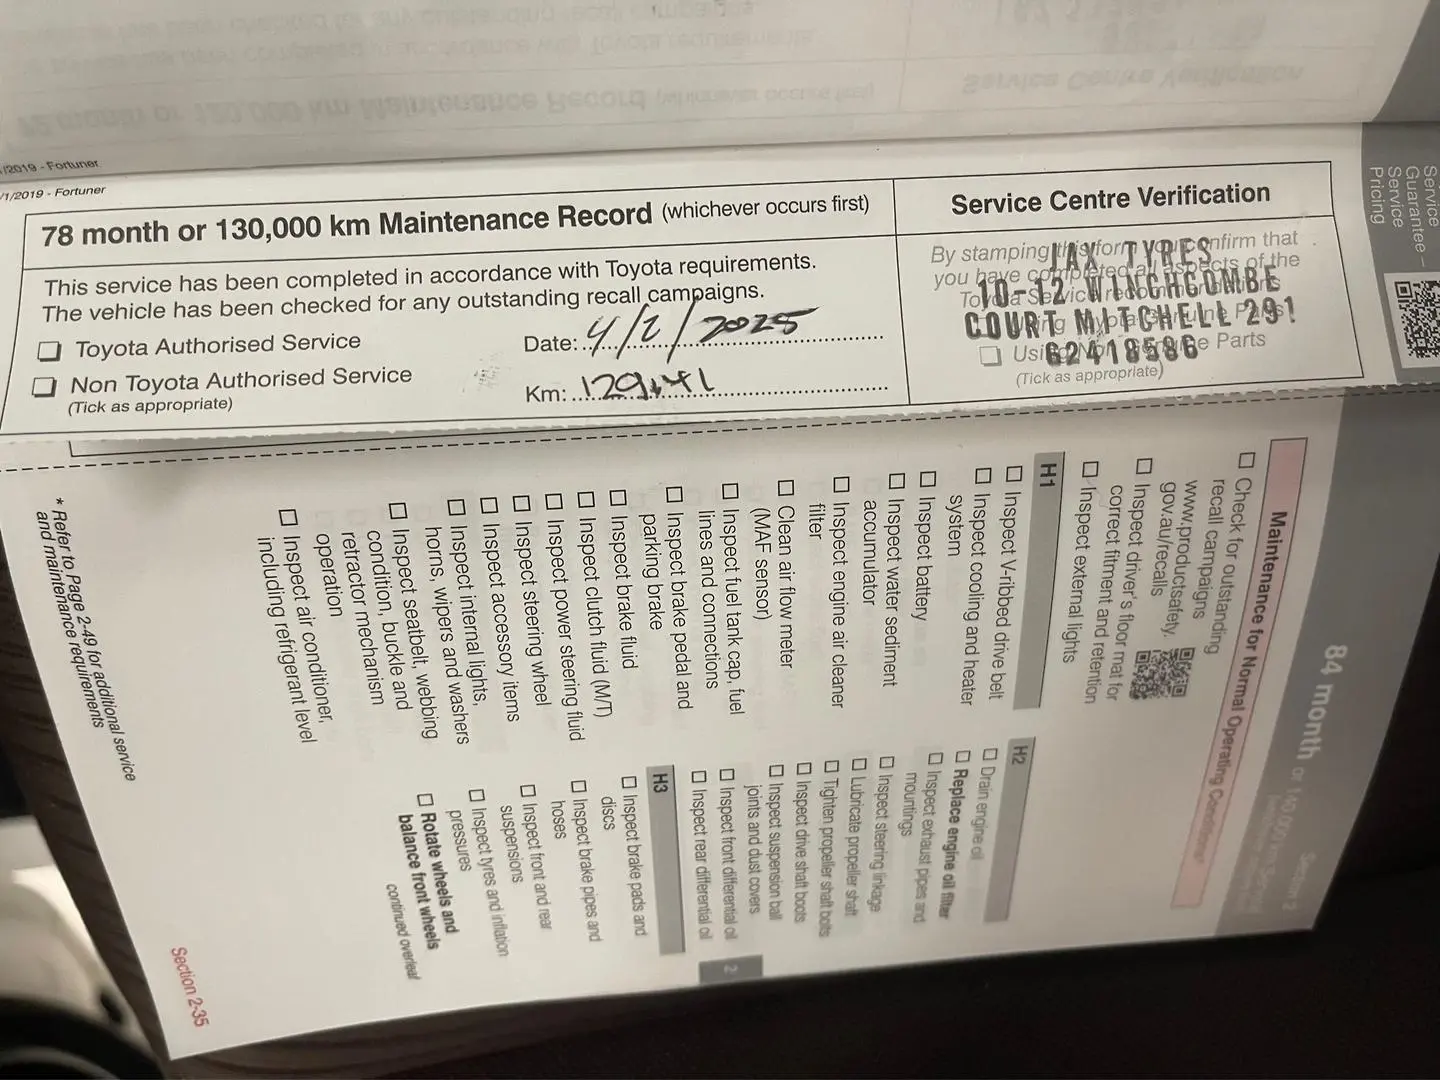 /2019 - Fortuner
/1/2019 - Fortuner
78 month or 130,000 km Maintenance Record (whichever occurs first)
This service has been completed in accordance with Toyota requirements.
The vehicle has been checked for any outstanding recall campaigns.
Toyota Authorised Service
Non Toyota Authorised Service
(Tick as appropriate)
Date: 4/2/2025
Km:
Service Centre Verification
By stamping this form you confirm that
you have completed all aspects of the
JAX TYRES
10-12 WINCHCOMBE
COURT MITCHELL 291
62418586
Parts
(Tick as appropriate)
Service
Guarantee –
Service
Pricing
84 month or 140,000
Section 2
Maintenance for Normal Operating Conditions*
Check for outstanding
recall campaigns
www.productsafety.
gov.au/recalls
Inspect driver's floor mat for
correct fitment and retention
Inspect external lights
H1
Inspect V-ribbed drive belt
Inspect cooling and heater
system
Inspect battery
Inspect water sediment
accumulator
Inspect engine air cleaner
filter
Clean air flow meter
(MAF sensor)
Inspect fuel tank cap, fuel
lines and connections
Inspect brake pedal and
parking brake
Inspect brake fluid
Inspect clutch fluid (M/T)
Inspect power steering fluid
Inspect steering wheel
Inspect accessory items
Inspect internal lights,
horns, wipers and washers
Inspect seatbelt, webbing
condition, buckle and
retractor mechanism
operation
Inspect air conditioner,
including refrigerant level
H2
Drain engine oil
Replace engine oil filter
Inspect exhaust pipes and
mountings
Inspect steering linkage
Lubricate propeller shaft
Tighten propeller shaft bolts
Inspect drive shaft boots
Inspect suspension ball
joints and dust covers
Inspect front differential oil
Inspect rear differential oil
H3
Inspect brake pads and
discs
Inspect brake pipes and
hoses
Inspect front and rear
suspensions
Inspect tyres and inflation
pressures
Rotate wheels and
balance front wheels
continued overleaf
2
* Refer to Page 2-49 for additional service
and maintenance requirements
Section 2-35